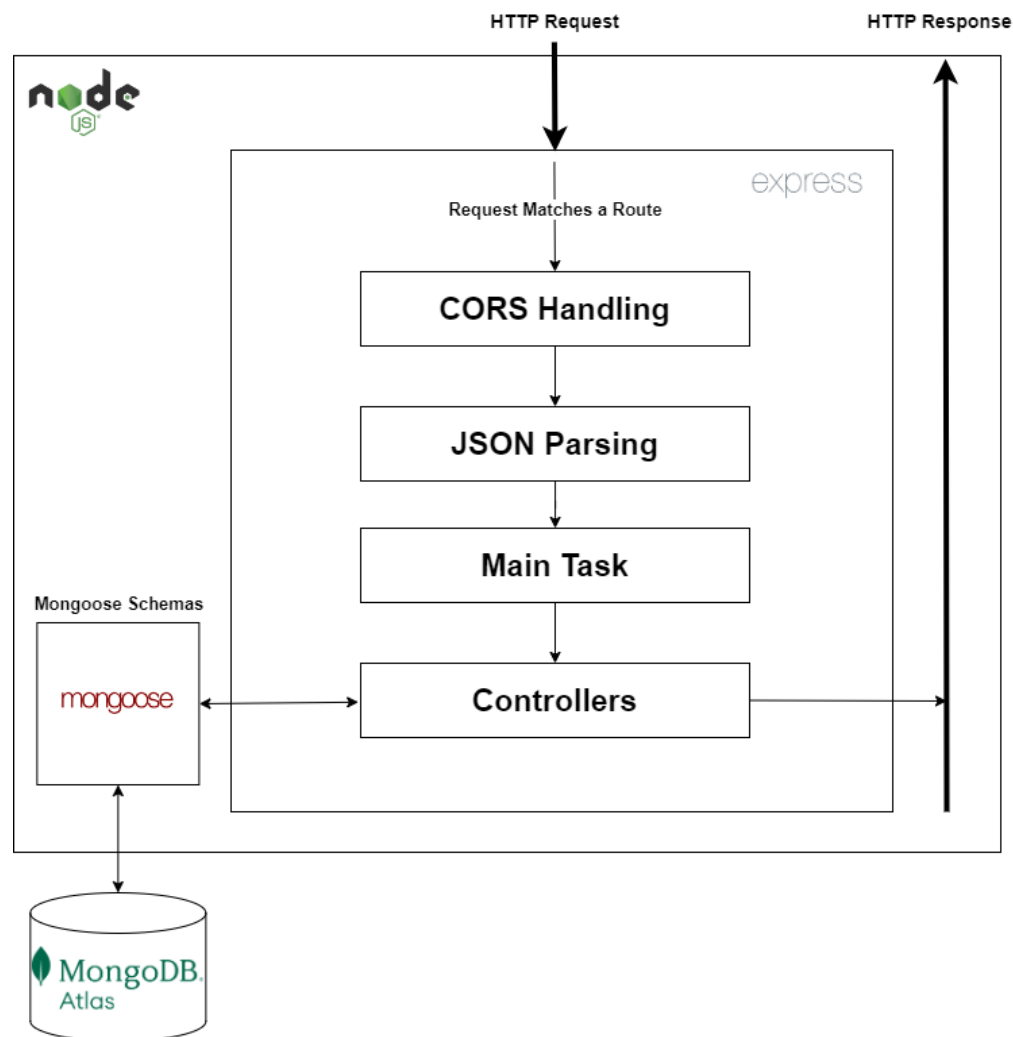 HTTP Request
HTTP Response
node
JS
express
Request Matches a Route
CORS Handling
JSON Parsing
Main Task
Mongoose Schemas
mongoose
Controllers
MongoDB.
Atlas